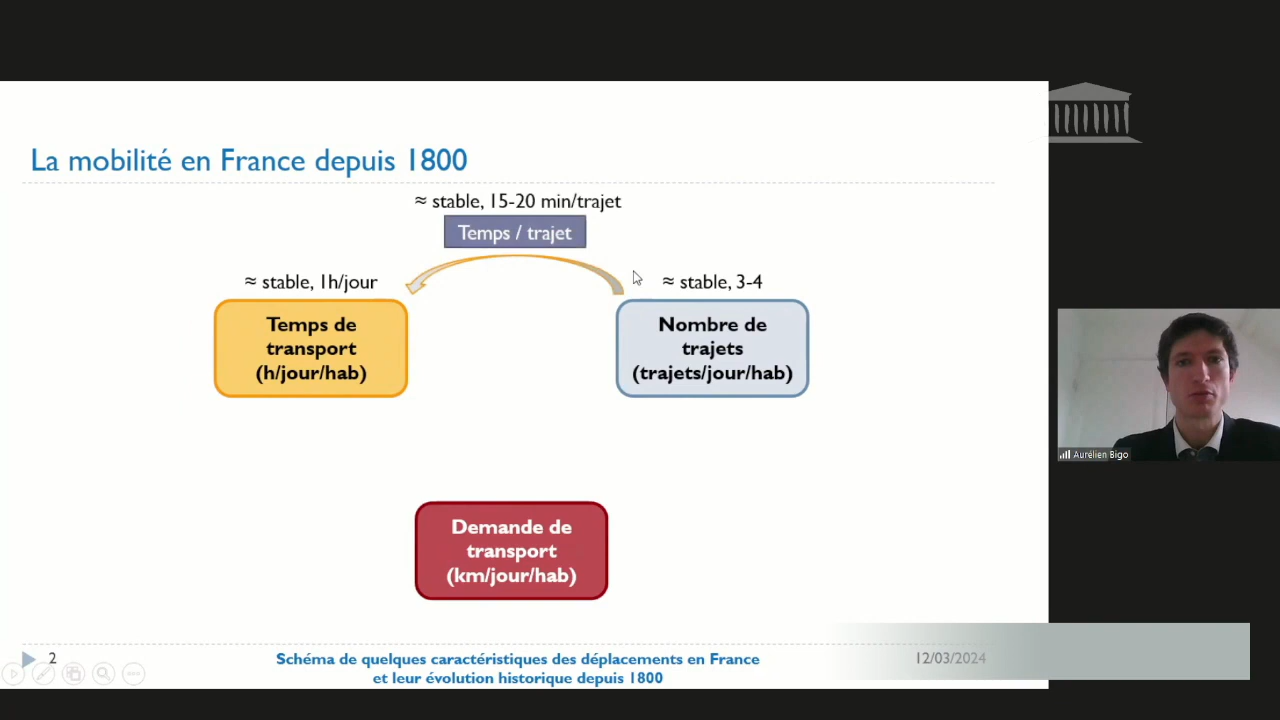 La mobilité en France depuis 1800
≈ stable, 15-20 min/trajet
Temps / trajet
≈ stable, 1h/jour
≈ stable, 3-4
Temps de
transport
(h/jour/hab)
Nombre de
trajets
(trajets/jour/hab)
Demande de
transport
(km/jour/hab)
Aurélien Bigo
2
Schéma de quelques caractéristiques des déplacements en France
et leur évolution historique depuis 1800
12/03/2024